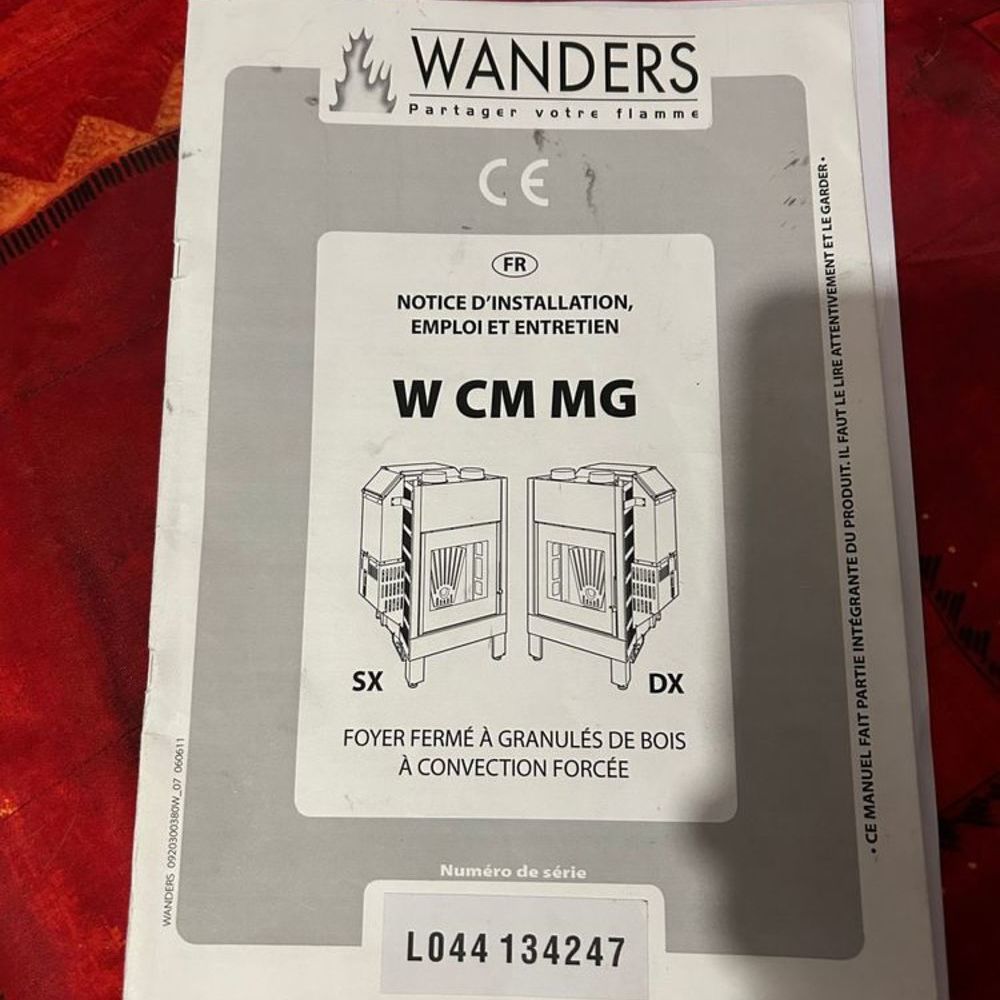 WANDERS
Partager votre flamme
CE
FR
NOTICE D'INSTALLATION,
EMPLOI ET ENTRETIEN
W CM MG
SX
DX
FOYER FERMÉ À GRANULÉS DE BOIS
À CONVECTION FORCÉE
Numéro de série
L044 134247
WANDERS 0920300380W_07 060611
• CE MANUEL FAIT PARTIE INTÉGRANTE DU PRODUIT. IL FAUT LE LIRE ATTENTIVEMENT ET LE GARDER •